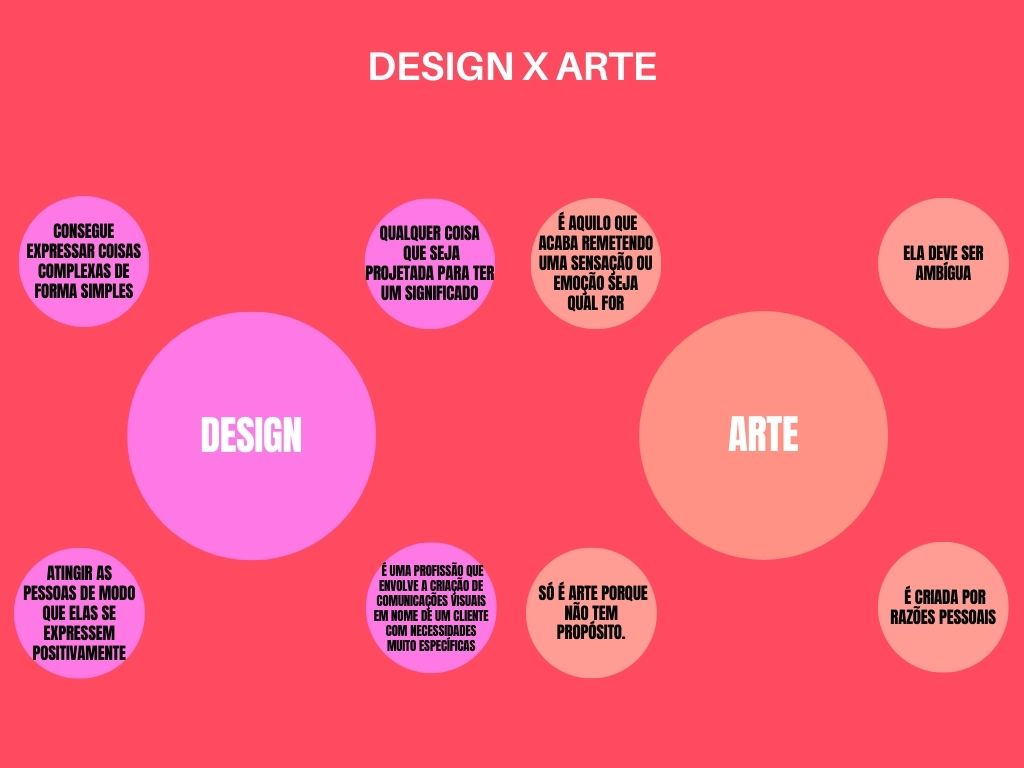 DESIGN X ARTE
CONSEGUE
EXPRESSAR COISAS
COMPLEXAS DE
FORMA SIMPLES
QUALQUER COISA
QUE SEJA
PROJETADA PARA TER
UM SIGNIFICADO
É AQUILO QUE
ACABA REMETENDO
UMA SENSAÇÃO OU
EMOÇÃO SEJA
QUAL FOR
ELA DEVE SER
AMBÍGUA
DESIGN
ARTE
ATINGIR AS
PESSOAS DE MODO
QUE ELAS SE
EXPRESSEM
POSITIVAMENTE
É UMA PROFISSÃO QUE
ENVOLVE A CRIAÇÃO DE
COMUNICAÇÕES VISUAIS
EM NOME DE UM CLIENTE
COM NECESSIDADES
MUITO ESPECÍFICAS
SÓ É ARTE PORQUE
NÃO TEM
PROPÓSITO.
É CRIADA POR
RAZÕES PESSOAIS